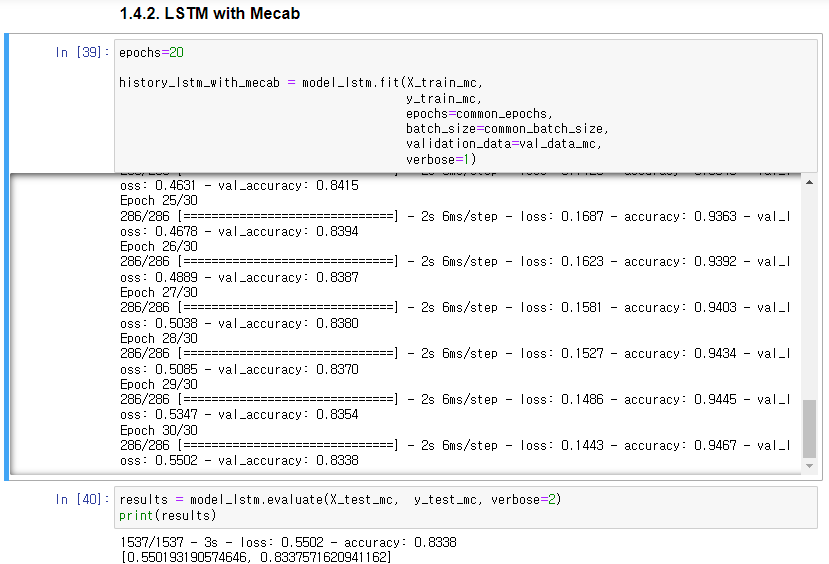 1.4.2. LSTM with Mecab
In [39]: epochs=20
history_lstm_with_mecab = model_lstm.fit(X_train_mc,
y_train_mc,
epochs=common_epochs,
batch_size=common_batch_size,
validation_data=val_data_mc,
verbose=1)
oss: 0.4631 - val_accuracy: 0.8415
Epoch 25/30
286/286 [==============================] - 2s 6ms/step - loss: 0.1687 - accuracy: 0.9363 - val_l
oss: 0.4678 - val_accuracy: 0.8394
Epoch 26/30
286/286 [==============================] - 2s 6ms/step - loss: 0.1623 - accuracy: 0.9392 - val_l
oss: 0.4889 - val_accuracy: 0.8387
Epoch 27/30
286/286 [==============================] - 2s 6ms/step - loss: 0.1581 - accuracy: 0.9403 - val_l
oss: 0.5038 - val_accuracy: 0.8380
Epoch 28/30
286/286 [==============================] - 2s 6ms/step - loss: 0.1527 - accuracy: 0.9434 - val_l
oss: 0.5085 - val_accuracy: 0.8370
Epoch 29/30
286/286 [==============================] - 2s 6ms/step - loss: 0.1486 - accuracy: 0.9445 - val_l
oss: 0.5347 - val_accuracy: 0.8354
Epoch 30/30
286/286 [==============================] - 2s 6ms/step - loss: 0.1443 - accuracy: 0.9467 - val_l
oss: 0.5502 - val_accuracy: 0.8338
In [40]: results = model_lstm.evaluate(X_test_mc,  y_test_mc, verbose=2)
print(results)
1537/1537 - 3s - loss: 0.5502 - accuracy: 0.8338
[0.550193190574646, 0.8337571620941162]